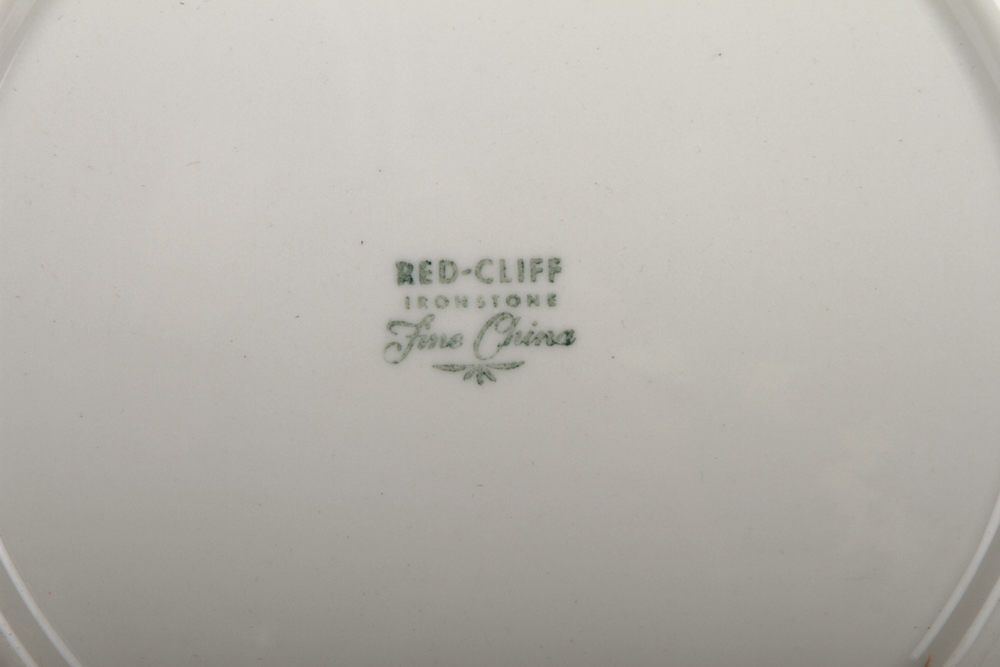 RED-CLIFF
IRONSTONE
Fine China